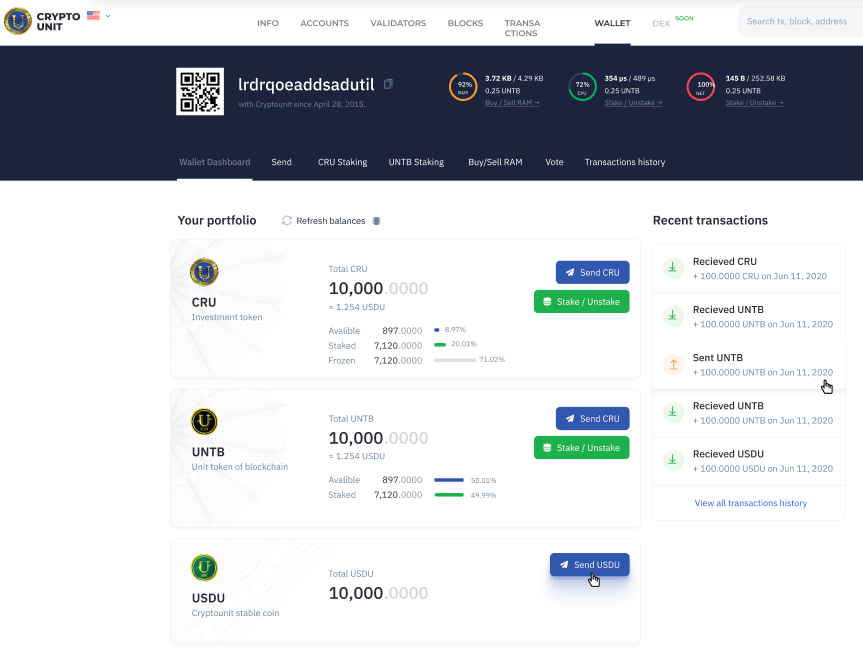 CRYPTO
UNIT
INFO
ACCOUNTS
VALIDATORS
BLOCKS
TRANSA
CTIONS
WALLET
DEX
SOON
Search tx, block, address
lrdrqoeaddsadutil
with Cryptounit since April 28, 2015.
92%
RAM
3.72 KB / 4.29 KB
0.25 UNTB
Buy / Sell RAM →
72%
CPU
354 µs / 489 µs
0.25 UNTB
Stake / Unstake →
100%
NET
145 B / 252.58 KB
0.25 UNTB
Stake / Unstake →
Wallet Dashboard
Send
CRU Staking
UNTB Staking
Buy/Sell RAM
Vote
Transactions history
Your portfolio
Refresh balances
CRU
Investment token
Total CRU
10,000.0000
≈ 1.254 USDU
Avalible 897.0000 8.97%
Staked 7,120.0000 20.01%
Frozen 7,120.0000 71.02%
Send CRU
Stake / Unstake
UNTB
Unit token of blockchain
Total UNTB
10,000.0000
≈ 1.254 USDU
Avalible 897.0000 50.01%
Staked 7,120.0000 49.99%
Send CRU
Stake / Unstake
USDU
Cryptounit stable coin
Total USDU
10,000.0000
Send USDU
Recent transactions
Recieved CRU
+ 100.0000 CRU on Jun 11, 2020
Recieved UNTB
+ 100.0000 UNTB on Jun 11, 2020
Sent UNTB
+ 100.0000 UNTB on Jun 11, 2020
Recieved UNTB
+ 100.0000 UNTB on Jun 11, 2020
Recieved USDU
+ 100.0000 USDU on Jun 11, 2020
View all transactions history